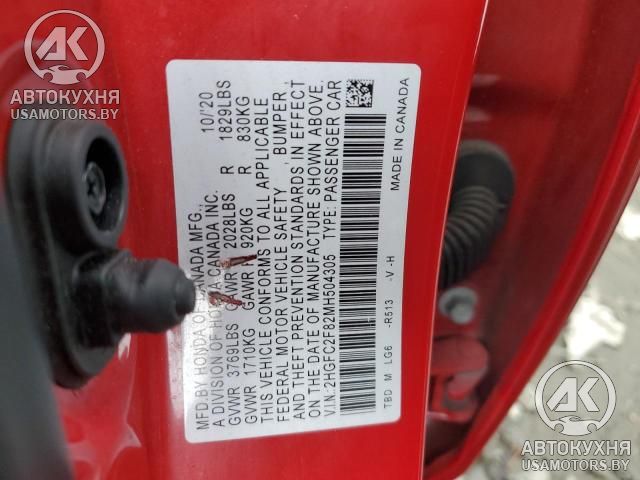 AK
АВТОКУХНЯ
USAMOTORS.BY
MFD.BY HONDA OF CANADA MFG. 10/'20
A DIVISION OF HONDA CANADA INC.
GVWR 3769LBS GAWR F 2028LBS R 1829LBS
GVWR 1710KG GAWR F 920KG R 830KG
THIS VEHICLE CONFORMS TO ALL APPLICABLE
FEDERAL MOTOR VEHICLE SAFETY , BUMPER,
AND THEFT PREVENTION STANDARDS IN EFFECT
ON THE DATE OF MANUFACTURE SHOWN ABOVE.
V.I.N.:2HGFC2F82MH504305 TYPE: PASSENGER CAR
TBD M LG6 -R513 -V -H MADE IN CANADA
AK
АВТОКУХНЯ
USAMOTORS.BY